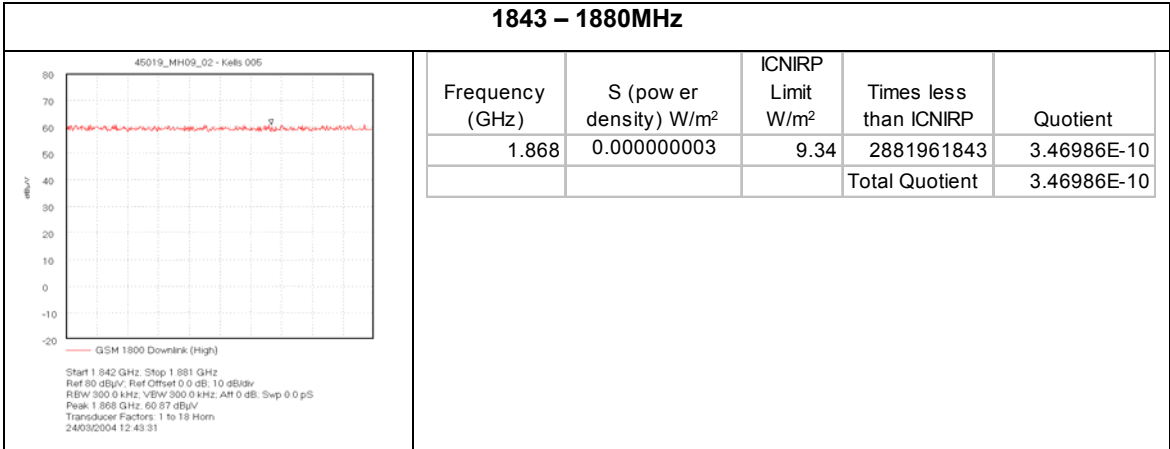 1843 – 1880MHz
45019_MH09_02 - Kells 005
80
70
60
50
40
30
20
10
0
-10
-20
dBµV
GSM 1800 Downlink (High)
Start 1.842 GHz, Stop 1.881 GHz
Ref 80 dBµV; Ref Offset 0.0 dB; 10 dB/div
RBW 300.0 kHz; VBW 300.0 kHz; Att 0 dB; Swp 0.0 pS
Peak 1.868 GHz, 60.87 dBµV
Transducer Factors: 1 to 18 Horn
24/03/2004 12:43:31
Frequency (GHz) S (pow er density) W/m² ICNIRP Limit W/m² Times less than ICNIRP Quotient
1.868 0.000000003 9.34 2881961843 3.46986E-10
Total Quotient 3.46986E-10